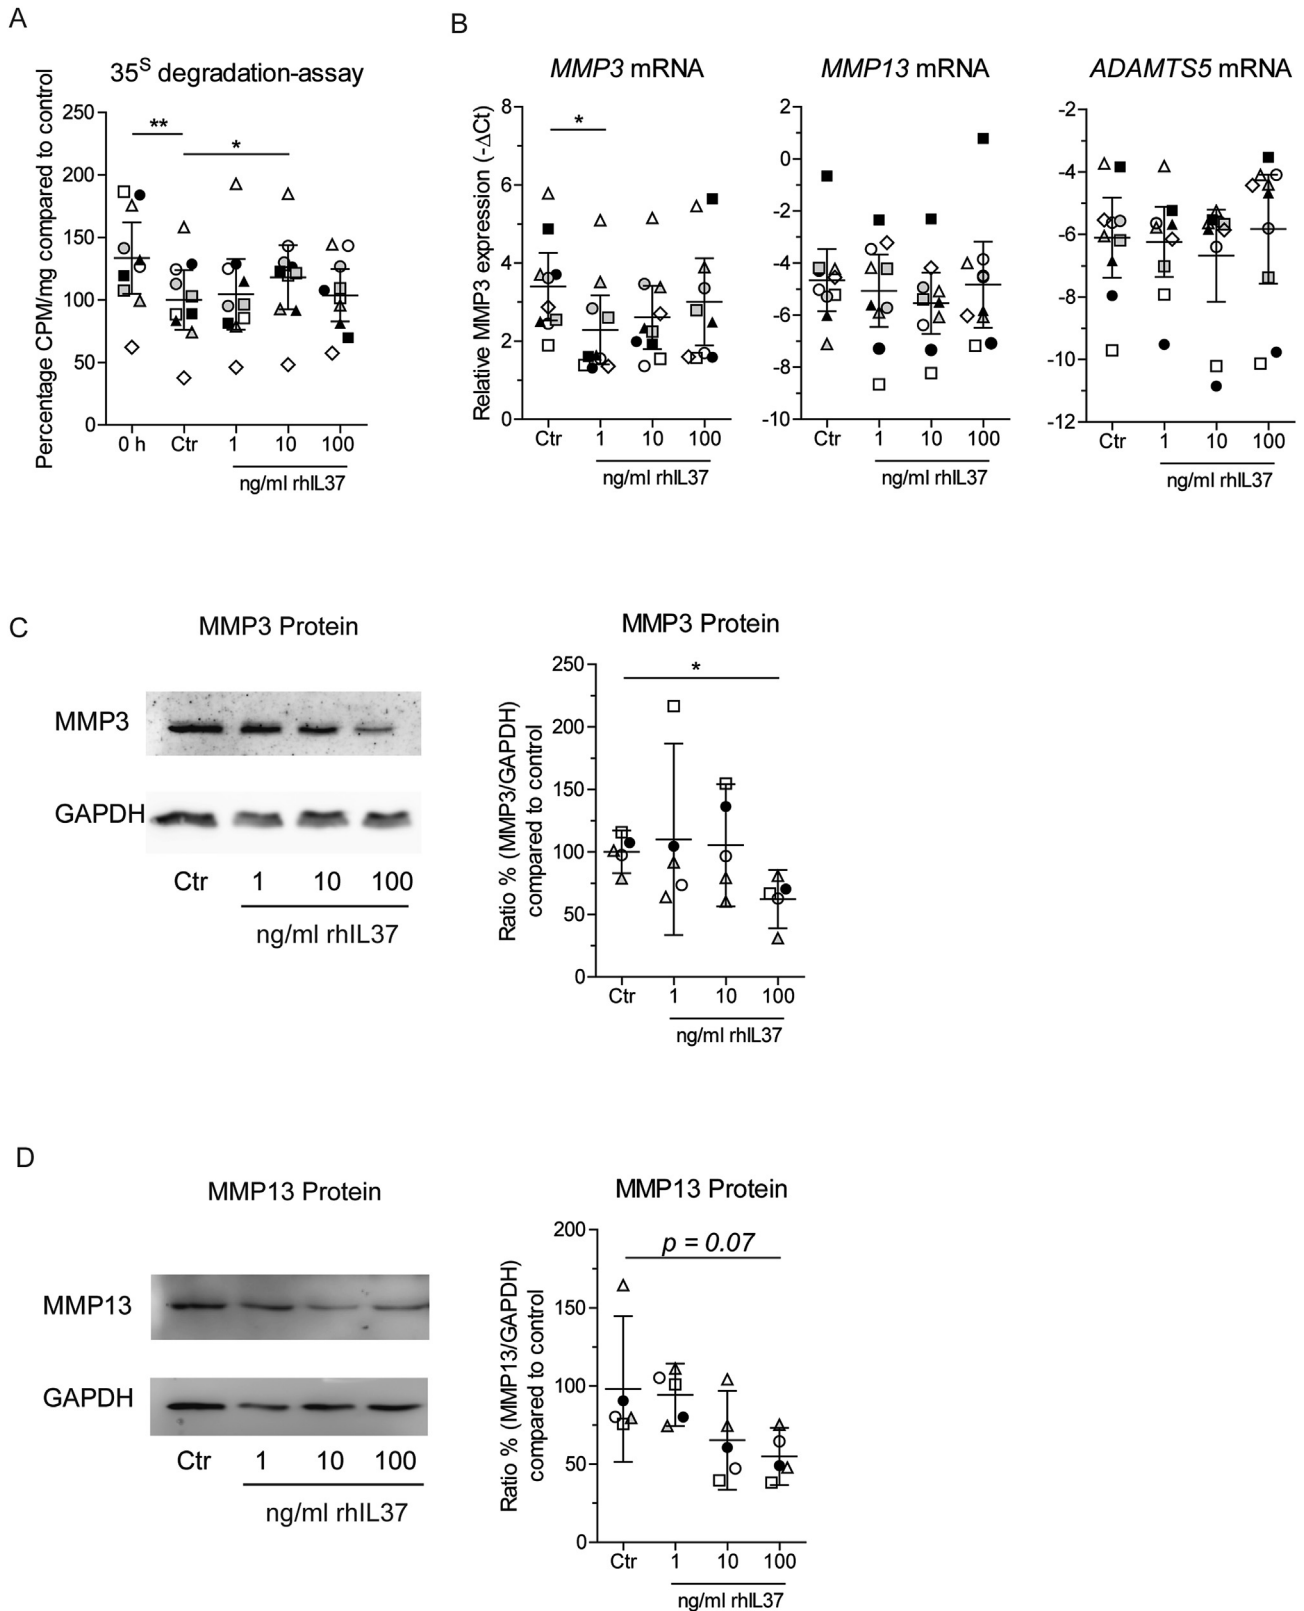 A
35S degradation-assay
Percentage CPM/mg compared to control
250
200
150
100
50
0
**
*
0 h Ctr 1 10 100
ng/ml rhIL37
B
MMP3 mRNA
Relative MMP3 expression (-ΔCt)
8
6
4
2
0
*
Ctr 1 10 100
ng/ml rhIL37
MMP13 mRNA
2
0
-2
-4
-6
-8
-10
Ctr 1 10 100
ng/ml rhIL37
ADAMTS5 mRNA
-2
-4
-6
-8
-10
-12
Ctr 1 10 100
ng/ml rhIL37
C
MMP3 Protein
MMP3
GAPDH
Ctr 1 10 100
ng/ml rhIL37
MMP3 Protein
Ratio % (MMP3/GAPDH)
compared to control
250
200
150
100
50
0
*
Ctr 1 10 100
ng/ml rhIL37
D
MMP13 Protein
MMP13
GAPDH
Ctr 1 10 100
ng/ml rhIL37
MMP13 Protein
Ratio % (MMP13/GAPDH)
compared to control
200
150
100
50
0
p = 0.07
Ctr 1 10 100
ng/ml rhIL37